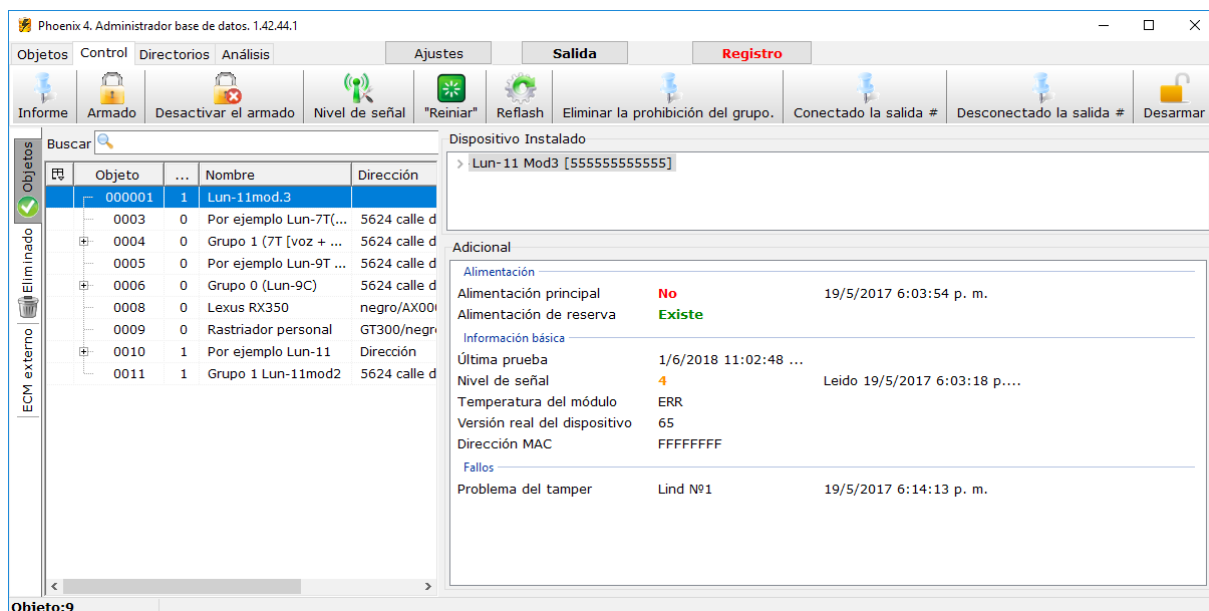 Phoenix 4. Administrador base de datos. 1.42.44.1
Objetos Control Directorios Análisis Ajustes Salida Registro
Informe Armado Desactivar el armado Nivel de señal "Reiniar" Reflash Eliminar la prohibición del grupo. Conectado la salida # Desconectado la salida # Desarmar
Objetos
Eliminado
ECM externo
Buscar
Objeto ... Nombre Dirección
000001 1 Lun-11mod.3
0003 0 Por ejemplo Lun-7T(... 5624 calle d
0004 0 Grupo 1 (7T [voz + ... 5624 calle d
0005 0 Por ejemplo Lun-9T ... 5624 calle d
0006 0 Grupo 0 (Lun-9C) 5624 calle d
0008 0 Lexus RX350 negro/AX00
0009 0 Rastriador personal GT300/negr
0010 1 Por ejemplo Lun-11 Dirección
0011 1 Grupo 1 Lun-11mod2 5624 calle d
Dispositivo Instalado
Lun-11 Mod3 [555555555555]
Adicional
Alimentación
Alimentación principal No 19/5/2017 6:03:54 p. m.
Alimentación de reserva Existe
Información básica
Última prueba 1/6/2018 11:02:48 ...
Nivel de señal 4 Leido 19/5/2017 6:03:18 p....
Temperatura del módulo ERR
Versión real del dispositivo 65
Dirección MAC FFFFFFFF
Fallos
Problema del tamper Lind Nº1 19/5/2017 6:14:13 p. m.
Objeto:9